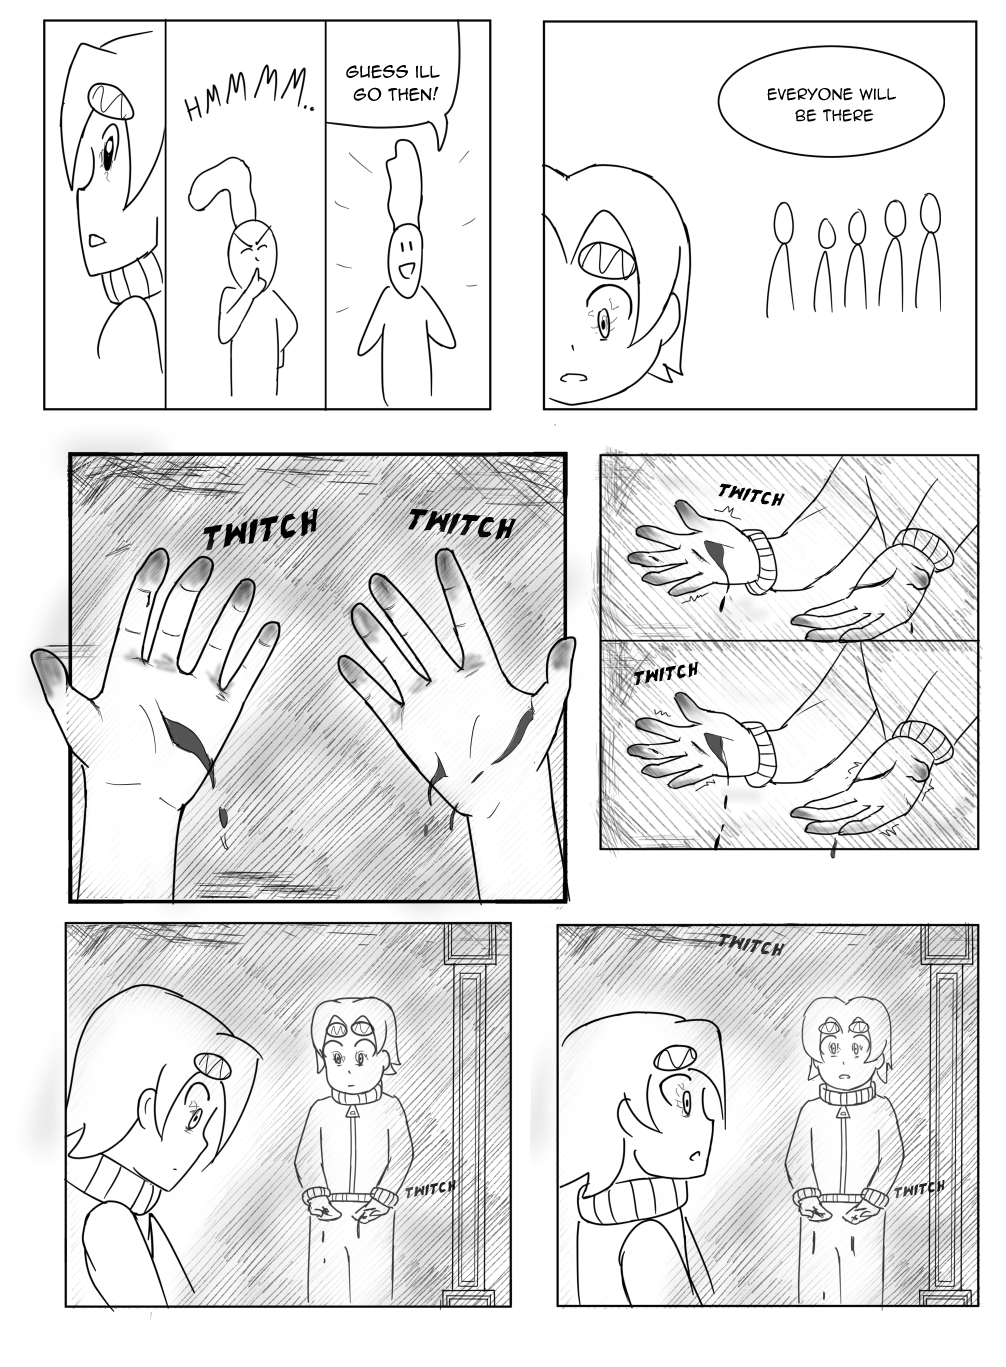 HMMMM..
GUESS ILL
GO THEN!
EVERYONE WILL
BE THERE
TWITCH
TWITCH
TWITCH
TWITCH
TWITCH
TWITCH
TWITCH